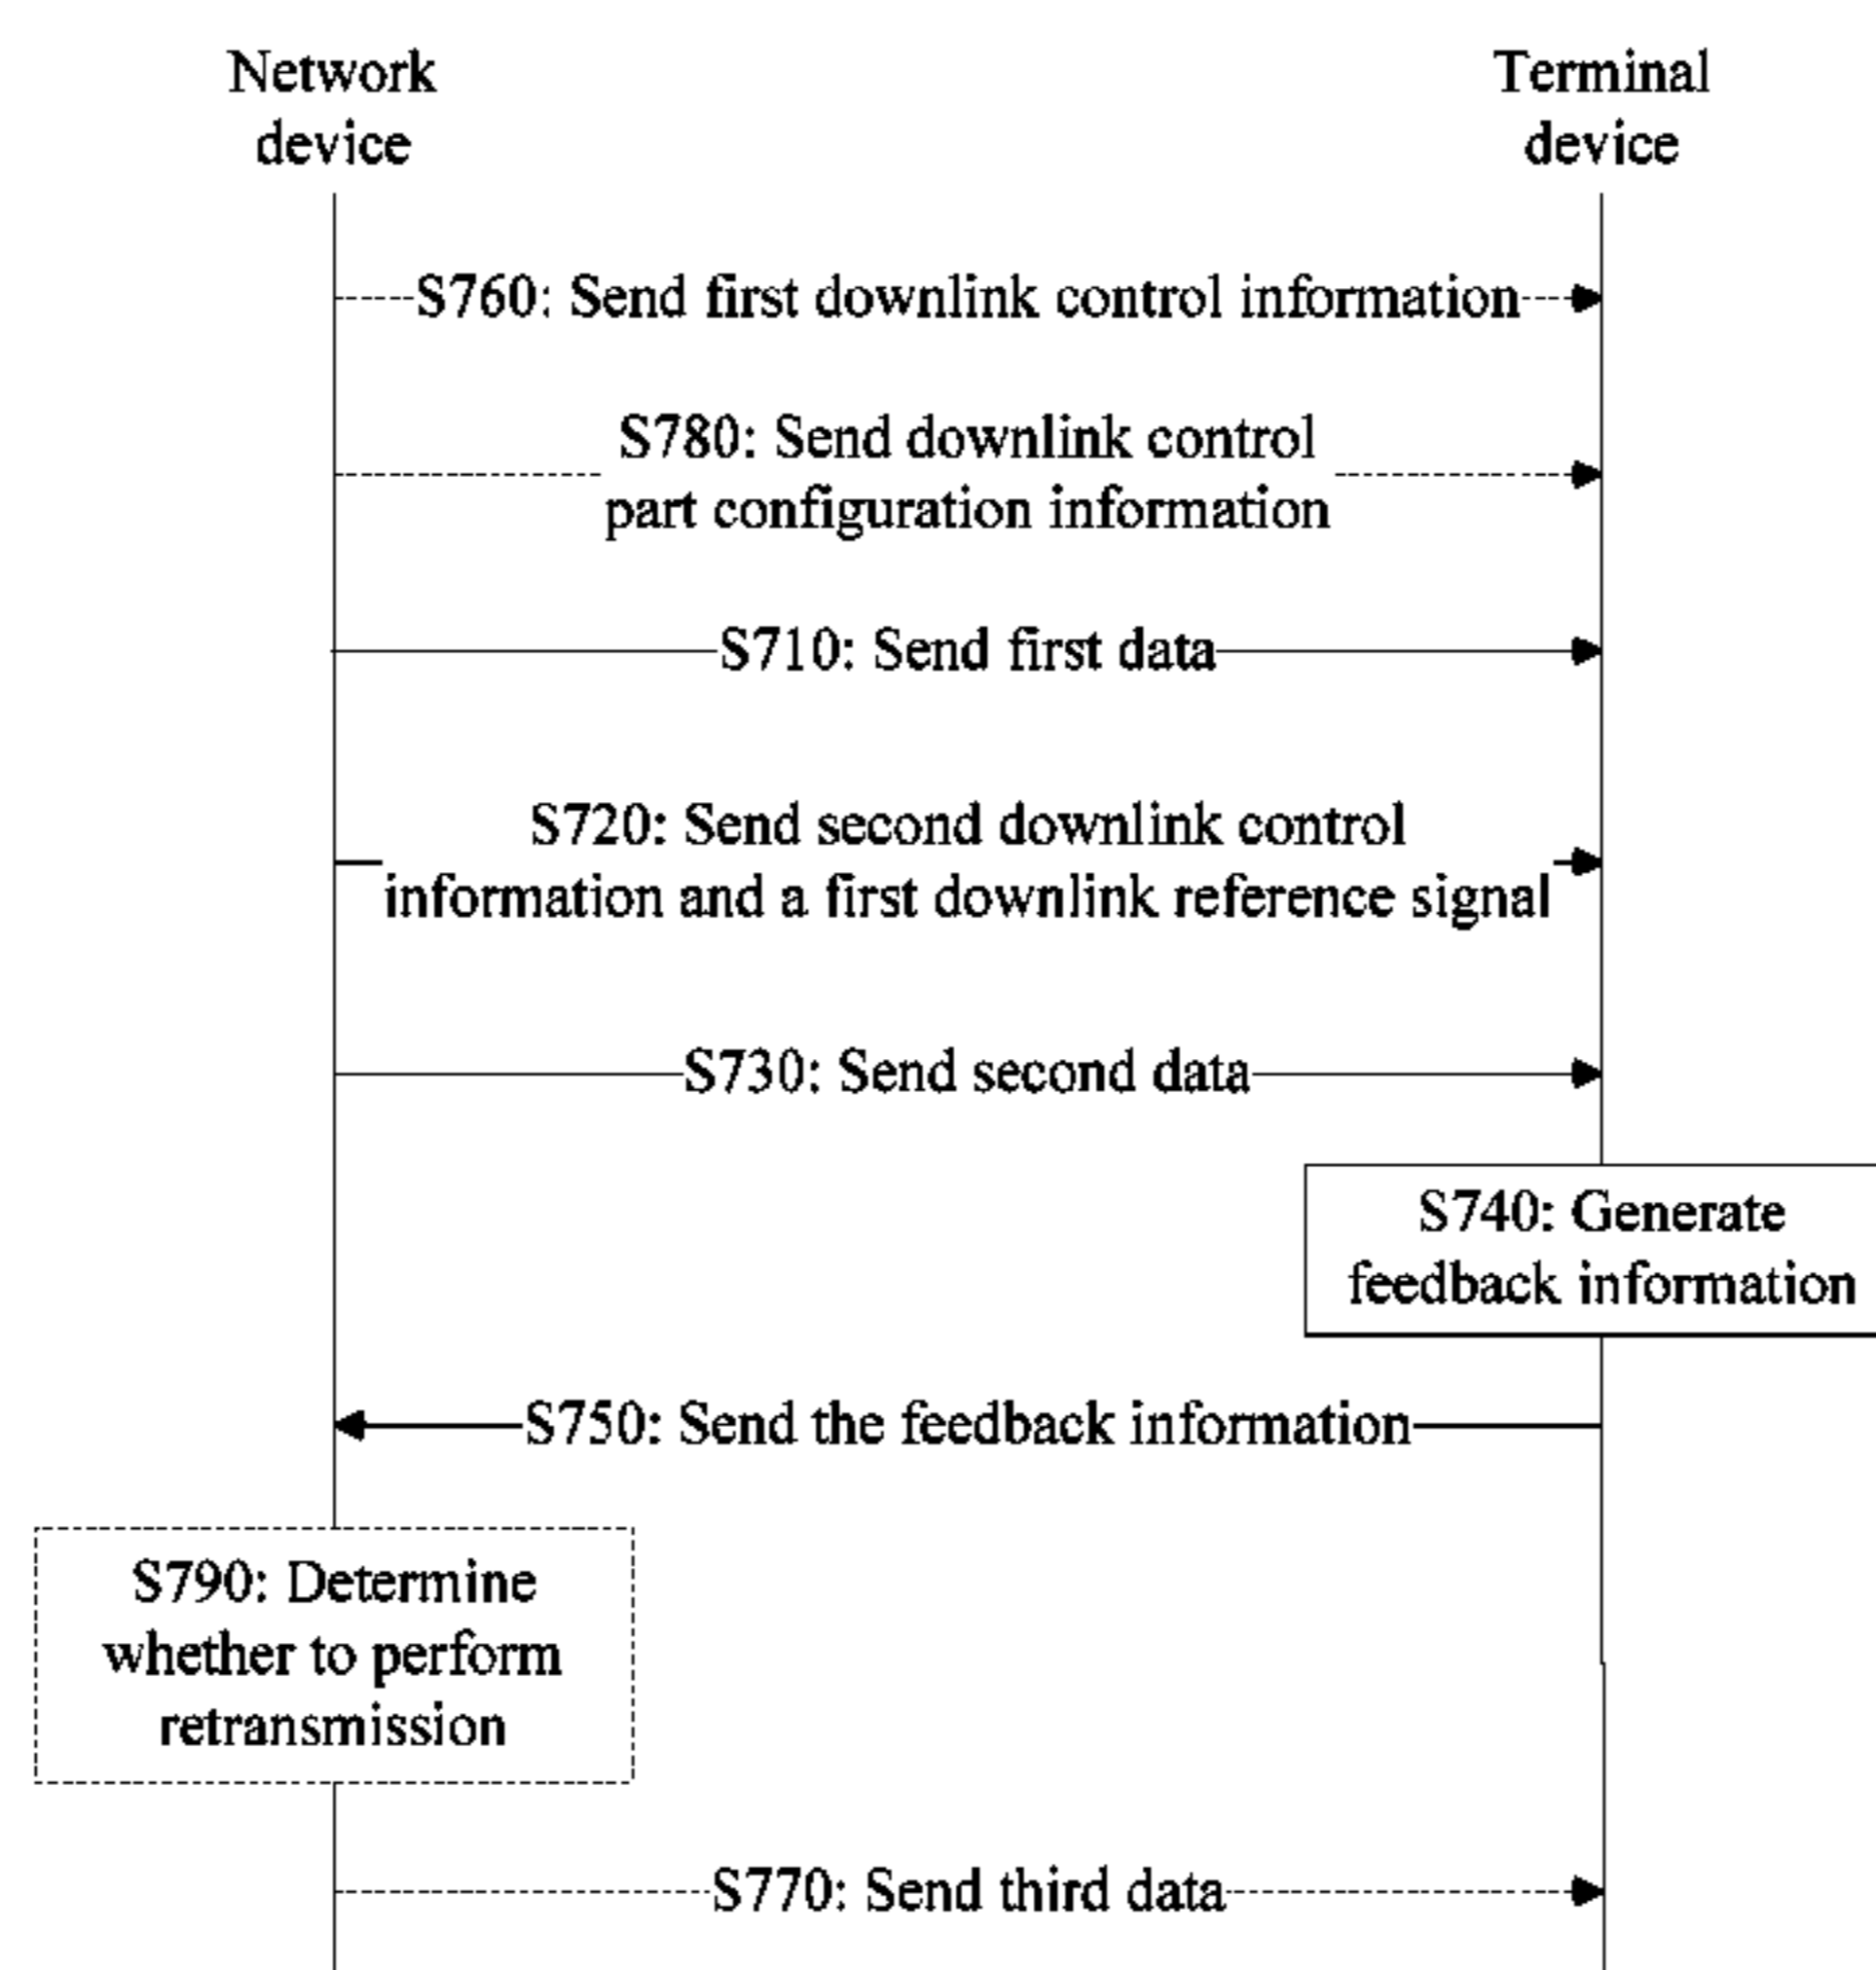 Network
device
Terminal
device
S760: Send first downlink control information
S780: Send downlink control
part configuration information
S710: Send first data
S720: Send second downlink control
information and a first downlink reference signal
S730: Send second data
S740: Generate
feedback information
S750: Send the feedback information
S790: Determine
whether to perform
retransmission
S770: Send third data